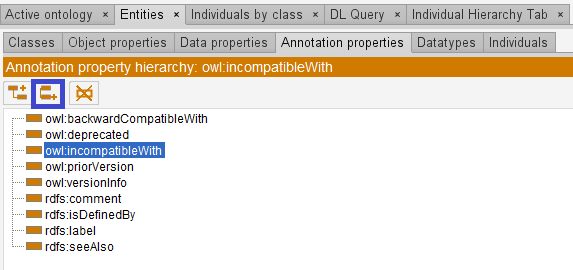 Active ontology × Entities × Individuals by class × DL Query × Individual Hierarchy Tab ×
Classes Object properties Data properties Annotation properties Datatypes Individuals
Annotation property hierarchy: owl:incompatibleWith
owl:backwardCompatibleWith
owl:deprecated
owl:incompatibleWith
owl:priorVersion
owl:versionInfo
rdfs:comment
rdfs:isDefinedBy
rdfs:label
rdfs:seeAlso